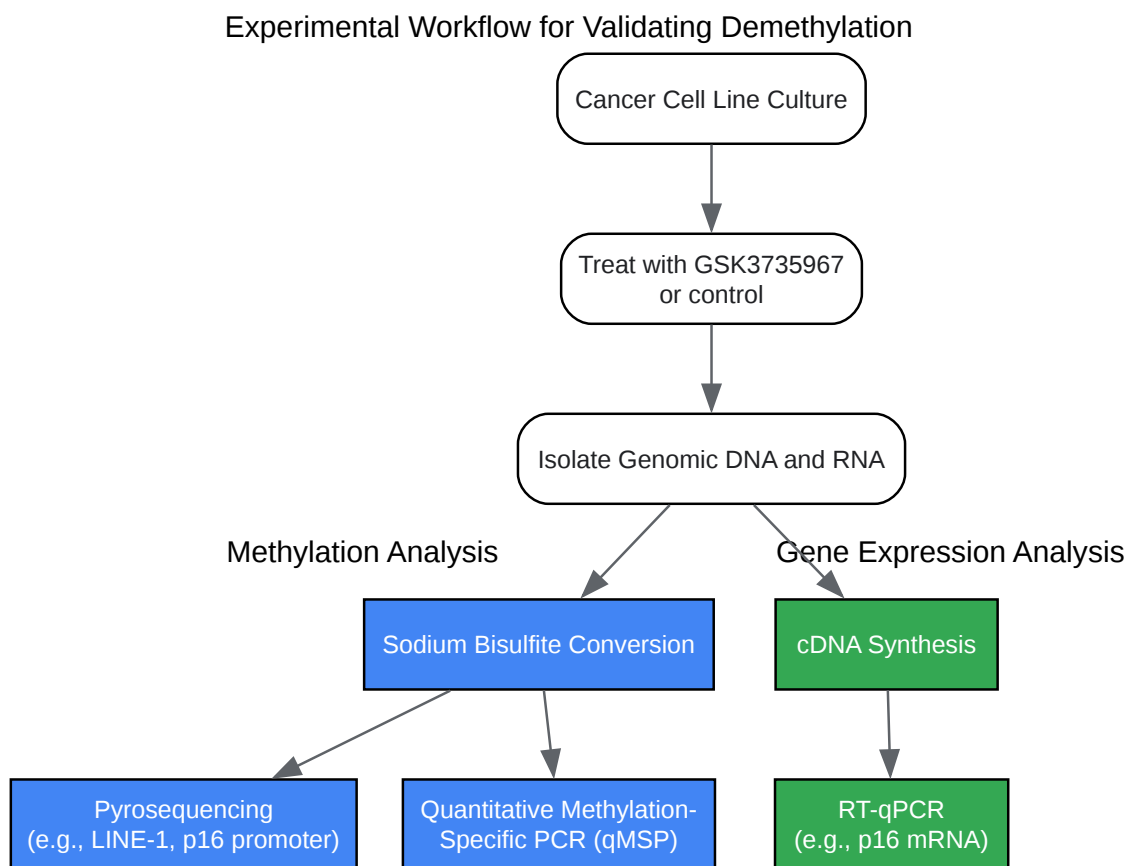 Experimental Workflow for Validating Demethylation
Cancer Cell Line Culture
Treat with GSK3735967
or control
Isolate Genomic DNA and RNA
Methylation Analysis
Gene Expression Analysis
Sodium Bisulfite Conversion
cDNA Synthesis
Pyrosequencing
(e.g., LINE-1, p16 promoter)
Quantitative Methylation-
Specific PCR (qMSP)
RT-qPCR
(e.g., p16 mRNA)